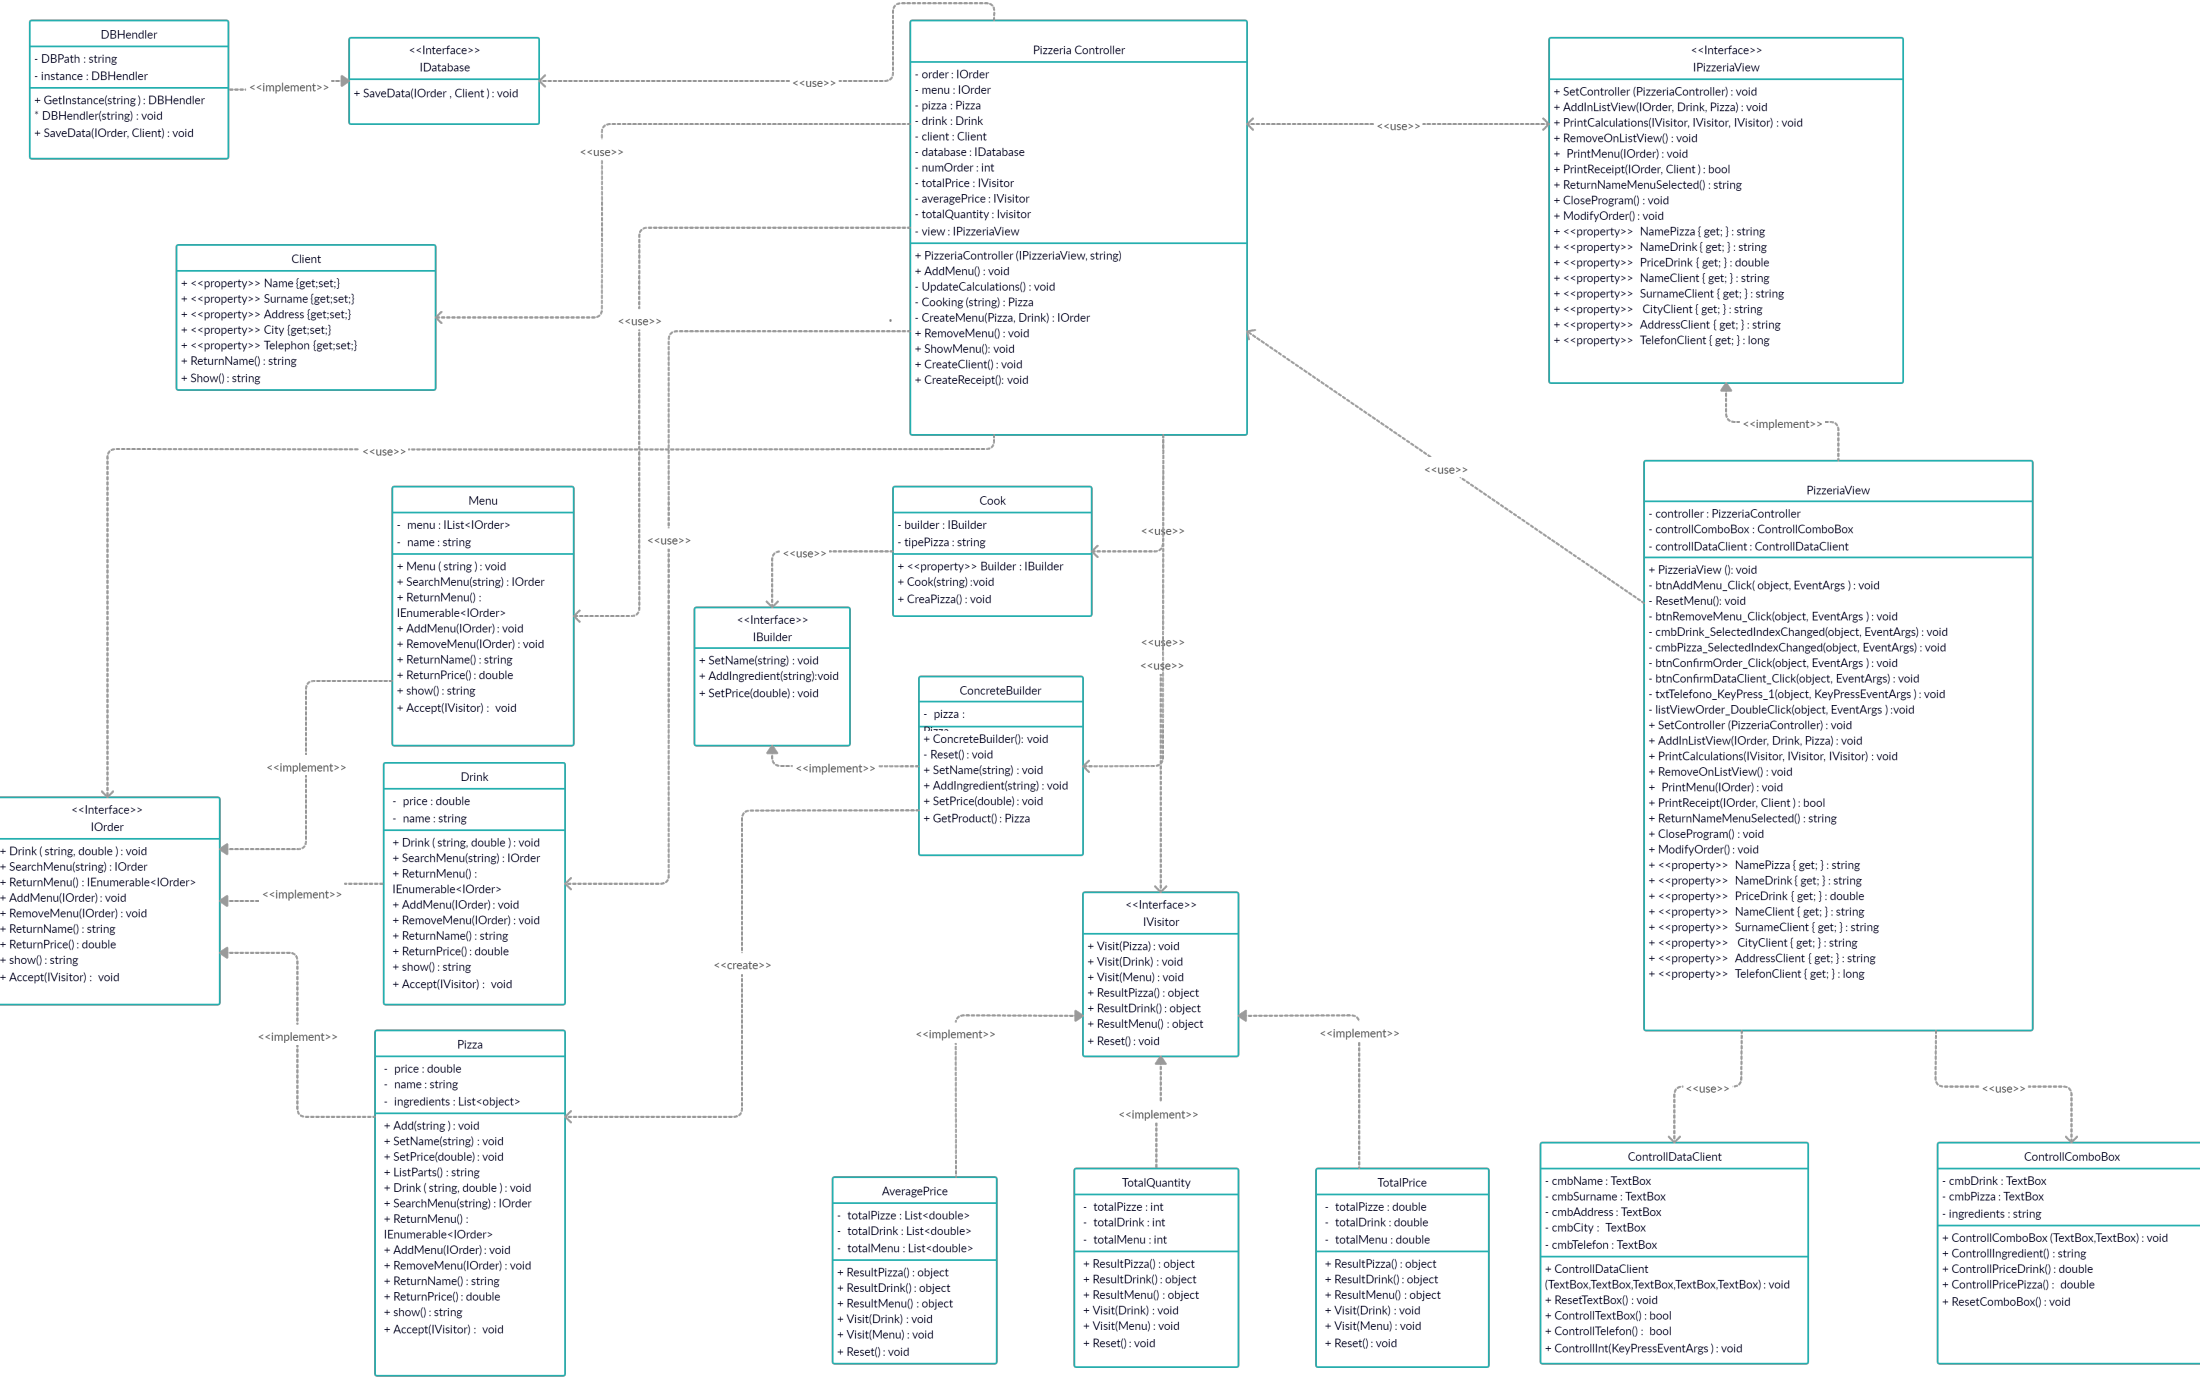 DBHendler
- DBPath : string
- instance : DBHendler
+ GetInstance(string) : DBHendler
* DBHendler(string) : void
+ SaveData(IOrder, Client) : void
<<implement>>
<<Interface>>
IDatabase
+ SaveData(IOrder , Client ) : void
<<use>>
Pizzeria Controller
- order : IOrder
- menu : IOrder
- pizza : Pizza
- drink : Drink
- client : Client
- database : IDatabase
- numOrder : int
- totalPrice : IVisitor
- averagePrice : IVisitor
- totalQuantity : Ivisitor
- view : IPizzeriaView
+ PizzeriaController (IPizzeriaView, string)
+ AddMenu() : void
- UpdateCalculations() : void
- Cooking (string) : Pizza
- CreateMenu(Pizza, Drink) : IOrder
+ RemoveMenu() : void
+ ShowMenu(): void
+ CreateClient() : void
+ CreateReceipt(): void
<<use>>
<<Interface>>
IPizzeriaView
+ SetController (PizzeriaController) : void
+ AddInListView(IOrder, Drink, Pizza) : void
+ PrintCalculations(IVisitor, IVisitor, IVisitor) : void
+ RemoveOnListView() : void
+ PrintMenu(IOrder) : void
+ PrintReceipt(IOrder, Client ) : bool
+ ReturnNameMenuSelected() : string
+ CloseProgram() : void
+ ModifyOrder() : void
+ <<property>> NamePizza { get; } : string
+ <<property>> NameDrink { get; } : string
+ <<property>> PriceDrink { get; } : double
+ <<property>> NameClient { get; } : string
+ <<property>> SurnameClient { get; } : string
+ <<property>> CityClient { get; } : string
+ <<property>> AddressClient { get; } : string
+ <<property>> TelefonClient { get; } : long
<<use>>
Client
+ <<property>> Name {get;set;}
+ <<property>> Surname {get;set;}
+ <<property>> Address {get;set;}
+ <<property>> City {get;set;}
+ <<property>> Telephon {get;set;}
+ ReturnName() : string
+ Show() : string
<<use>>
<<use>>
<<use>>
<<use>>
<<implement>>
Menu
- menu : IList<IOrder>
- name : string
+ Menu ( string ) : void
+ SearchMenu(string) : IOrder
+ ReturnMenu() :
IEnumerable<IOrder>
+ AddMenu(IOrder) : void
+ RemoveMenu(IOrder) : void
+ ReturnName() : string
+ ReturnPrice() : double
+ show() : string
+ Accept(IVisitor) : void
<<use>>
Cook
- builder : IBuilder
- tipePizza : string
+ <<property>> Builder : IBuilder
+ Cook(string) :void
+ CreaPizza() : void
<<use>>
<<Interface>>
IBuilder
+ SetName(string) : void
+ AddIngredient(string):void
+ SetPrice(double) : void
<<use>>
<<use>>
<<implement>>
ConcreteBuilder
- pizza :
Pizza
+ ConcreteBuilder(): void
- Reset() : void
+ SetName(string) : void
+ AddIngredient(string) : void
+ SetPrice(double) : void
+ GetProduct() : Pizza
PizzeriaView
- controller : PizzeriaController
- controllComboBox : ControllComboBox
- controllDataClient : ControllDataClient
+ PizzeriaView (): void
- btnAddMenu_Click( object, EventArgs ) : void
- ResetMenu(): void
- btnRemoveMenu_Click(object, EventArgs ) : void
- cmbDrink_SelectedIndexChanged(object, EventArgs) : void
- cmbPizza_SelectedIndexChanged(object, EventArgs) : void
- btnConfirmOrder_Click(object, EventArgs ) : void
- btnConfirmDataClient_Click(object, EventArgs) : void
- txtTelefono_KeyPress_1(object, KeyPressEventArgs ) : void
- listViewOrder_DoubleClick(object, EventArgs ) :void
+ SetController (PizzeriaController) : void
+ AddInListView(IOrder, Drink, Pizza) : void
+ PrintCalculations(IVisitor, IVisitor, IVisitor) : void
+ RemoveOnListView() : void
+ PrintMenu(IOrder) : void
+ PrintReceipt(IOrder, Client ) : bool
+ ReturnNameMenuSelected() : string
+ CloseProgram() : void
+ ModifyOrder() : void
+ <<property>> NamePizza { get; } : string
+ <<property>> NameDrink { get; } : string
+ <<property>> PriceDrink { get; } : double
+ <<property>> NameClient { get; } : string
+ <<property>> SurnameClient { get; } : string
+ <<property>> CityClient { get; } : string
+ <<property>> AddressClient { get; } : string
+ <<property>> TelefonClient { get; } : long
<<implement>>
<<Interface>>
IOrder
+ Drink ( string, double ) : void
+ SearchMenu(string) : IOrder
+ ReturnMenu() : IEnumerable<IOrder>
+ AddMenu(IOrder) : void
+ RemoveMenu(IOrder) : void
+ ReturnName() : string
+ ReturnPrice() : double
+ show() : string
+ Accept(IVisitor) : void
<<implement>>
<<implement>>
Drink
- price : double
- name : string
+ Drink ( string, double ) : void
+ SearchMenu(string) : IOrder
+ ReturnMenu() :
IEnumerable<IOrder>
+ AddMenu(IOrder) : void
+ RemoveMenu(IOrder) : void
+ ReturnName() : string
+ ReturnPrice() : double
+ show() : string
+ Accept(IVisitor) : void
<<create>>
<<Interface>>
IVisitor
+ Visit(Pizza) : void
+ Visit(Drink) : void
+ Visit(Menu) : void
+ ResultPizza() : object
+ ResultDrink() : object
+ ResultMenu() : object
+ Reset() : void
<<implement>>
<<implement>>
<<implement>>
Pizza
- price : double
- name : string
- ingredients : List<object>
+ Add(string ) : void
+ SetName(string) : void
+ SetPrice(double) : void
+ ListParts() : string
+ Drink ( string, double ) : void
+ SearchMenu(string) : IOrder
+ ReturnMenu() :
IEnumerable<IOrder>
+ AddMenu(IOrder) : void
+ RemoveMenu(IOrder) : void
+ ReturnName() : string
+ ReturnPrice() : double
+ show() : string
+ Accept(IVisitor) : void
AveragePrice
- totalPizze : List<double>
- totalDrink : List<double>
- totalMenu : List<double>
+ ResultPizza() : object
+ ResultDrink() : object
+ ResultMenu() : object
+ Visit(Drink) : void
+ Visit(Menu) : void
+ Reset() : void
TotalQuantity
- totalPizze : int
- totalDrink : int
- totalMenu : int
+ ResultPizza() : object
+ ResultDrink() : object
+ ResultMenu() : object
+ Visit(Drink) : void
+ Visit(Menu) : void
+ Reset() : void
TotalPrice
- totalPizze : double
- totalDrink : double
- totalMenu : double
+ ResultPizza() : object
+ ResultDrink() : object
+ ResultMenu() : object
+ Visit(Drink) : void
+ Visit(Menu) : void
+ Reset() : void
<<use>>
<<use>>
ControllDataClient
- cmbName : TextBox
- cmbSurname : TextBox
- cmbAddress : TextBox
- cmbCity : TextBox
- cmbTelefon : TextBox
+ ControllDataClient
(TextBox,TextBox,TextBox,TextBox,TextBox) : void
+ ResetTextBox() : void
+ ControllTextBox() : bool
+ ControllTelefon() : bool
+ ControllInt(KeyPressEventArgs ) : void
ControllComboBox
- cmbDrink : TextBox
- cmbPizza : TextBox
- ingredients : string
+ ControllComboBox (TextBox,TextBox) : void
+ ControllIngredient() : string
+ ControllPriceDrink() : double
+ ControllPricePizza() : double
+ ResetComboBox() : void